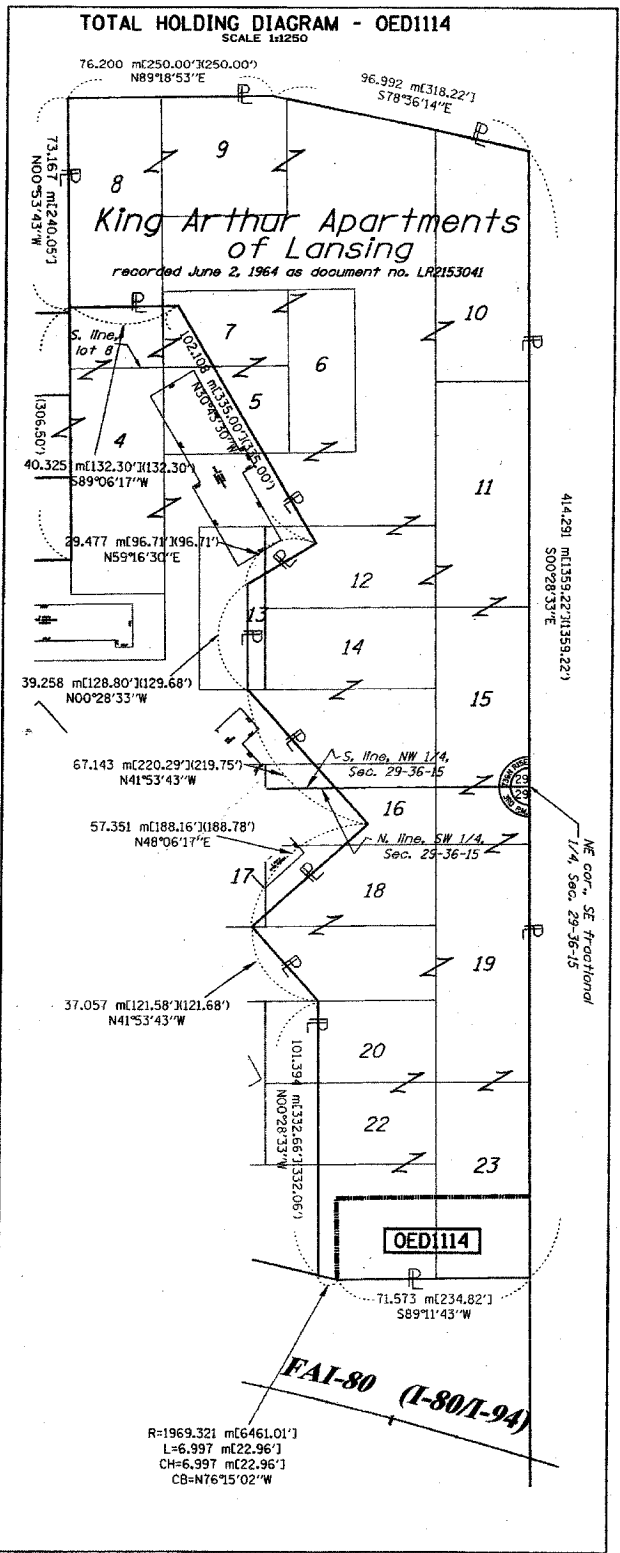 TOTAL HOLDING DIAGRAM - OED1114
SCALE 1:1250
76.200 m[250.00'](250.00')
N89°18'53"E
96.992 m[318.22']
S78°36'14"E
73.167 m[240.05']
N00°53'43"W
9
8
King Arthur Apartments
of Lansing
recorded June 2, 1964 as document no. LR2153041
10
7
6
S. line,
lot 8
102.108 m[335.00'](335.00')
N30°43'30"W
5
4
(306.50')
40.325 m[132.30'](132.30')
S89°06'17"W
11
414.291 m[1359.22'](1359.22')
S00°28'33"E
29.477 m[96.71'](96.71')
N59°16'30"E
12
13
14
39.258 m[128.80'](129.68')
N00°28'33"W
15
67.143 m[220.29'](219.75')
N41°53'43"W
S. line, NW 1/4,
Sec. 29-36-15
29
29
16
57.351 m[188.16'](188.78')
N48°06'17"E
N. line, SW 1/4,
Sec. 29-36-15
NE cor., SE fractional
1/4, Sec. 29-36-15
17
18
19
37.057 m[121.58'](121.68')
N41°53'43"W
20
101.394 m[332.66'](332.06')
N00°28'33"W
22
23
OED1114
71.573 m[234.82']
S89°11'43"W
FAI-80 (I-80/I-94)
R=1969.321 m[6461.01']
L=6.997 m[22.96']
CH=6.997 m[22.96']
CB=N76°15'02"W